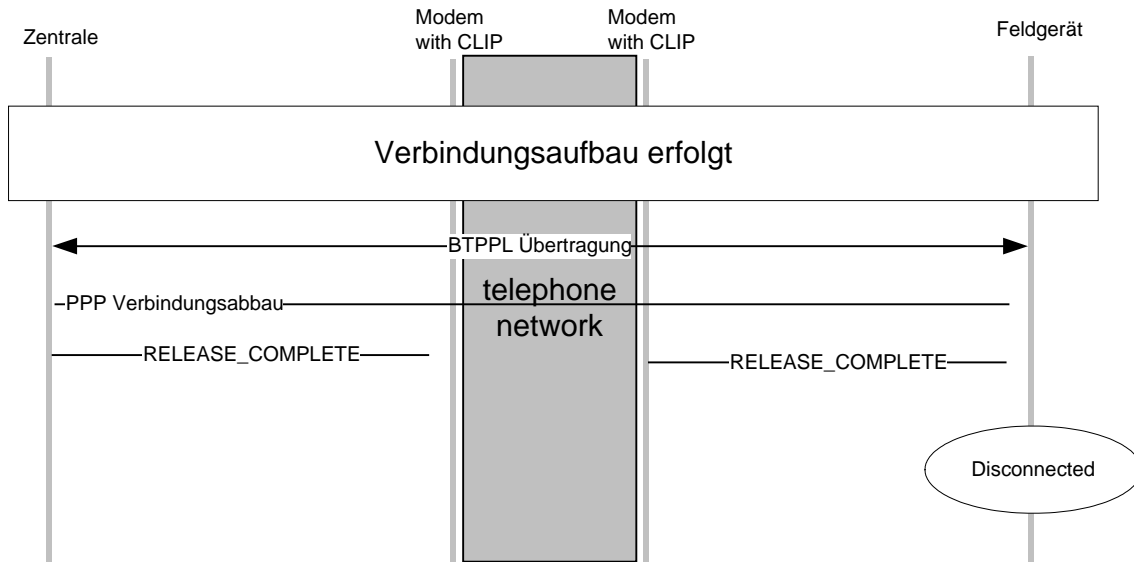 Zentrale
Modem
with CLIP
Modem
with CLIP
Feldgerät
Verbindungsaufbau erfolgt
BTPPL Übertragung
telephone
network
PPP Verbindungsabbau
RELEASE_COMPLETE
RELEASE_COMPLETE
Disconnected